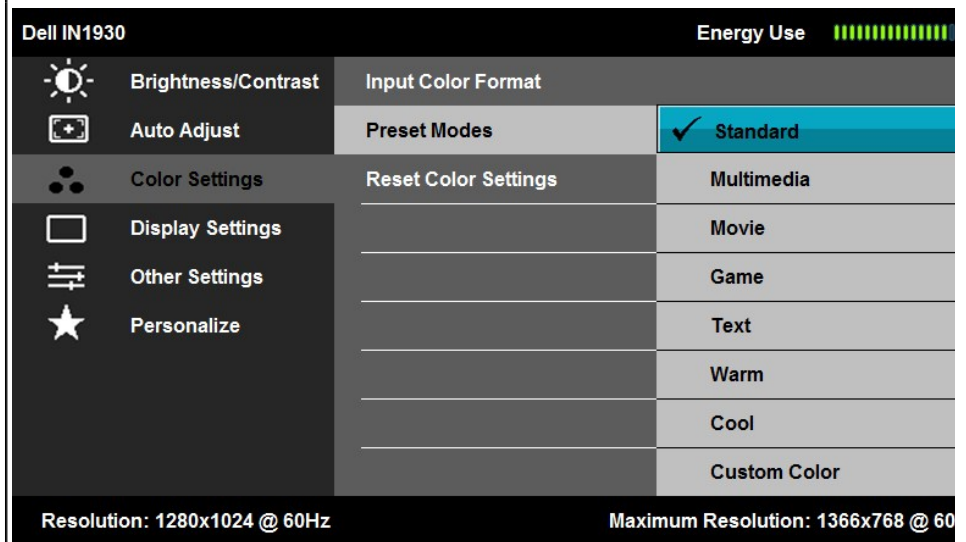 Dell IN1930 Energy Use
Brightness/Contrast Input Color Format
Auto Adjust Preset Modes Standard
Color Settings Reset Color Settings Multimedia
Display Settings Movie
Other Settings Game
Personalize Text
Warm
Cool
Custom Color
Resolution: 1280x1024 @ 60Hz Maximum Resolution: 1366x768 @ 60